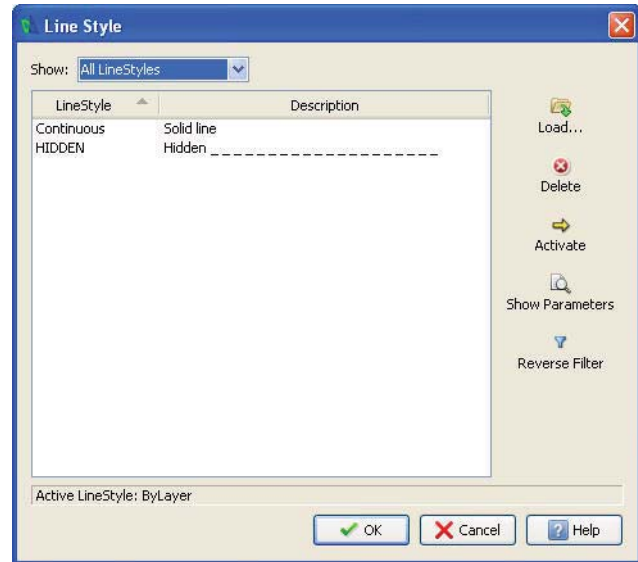 Line Style
Show: All LineStyles
LineStyle Description
Continuous Solid line
HIDDEN Hidden _ _ _ _ _ _ _ _ _ _ _ _ _ _ _ _ _ _ _ _ _
Load...
Delete
Activate
Show Parameters
Reverse Filter
Active LineStyle: ByLayer
OK Cancel ? Help